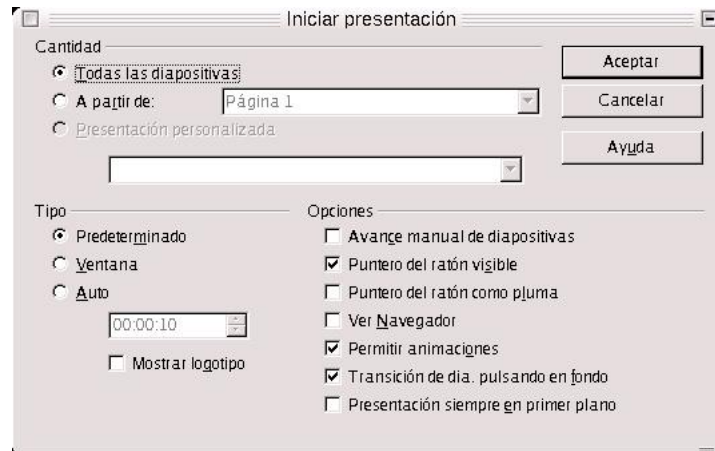 Iniciar presentación
Cantidad
Todas las diapositivas
A partir de: Página 1
Presentación personalizada
Aceptar
Cancelar
Ayuda
Tipo
Predeterminado
Ventana
Auto
00:00:10
Mostrar logotipo
Opciones
Avance manual de diapositivas
Puntero del ratón visible
Puntero del ratón como pluma
Ver Navegador
Permitir animaciones
Transición de dia. pulsando en fondo
Presentación siempre en primer plano